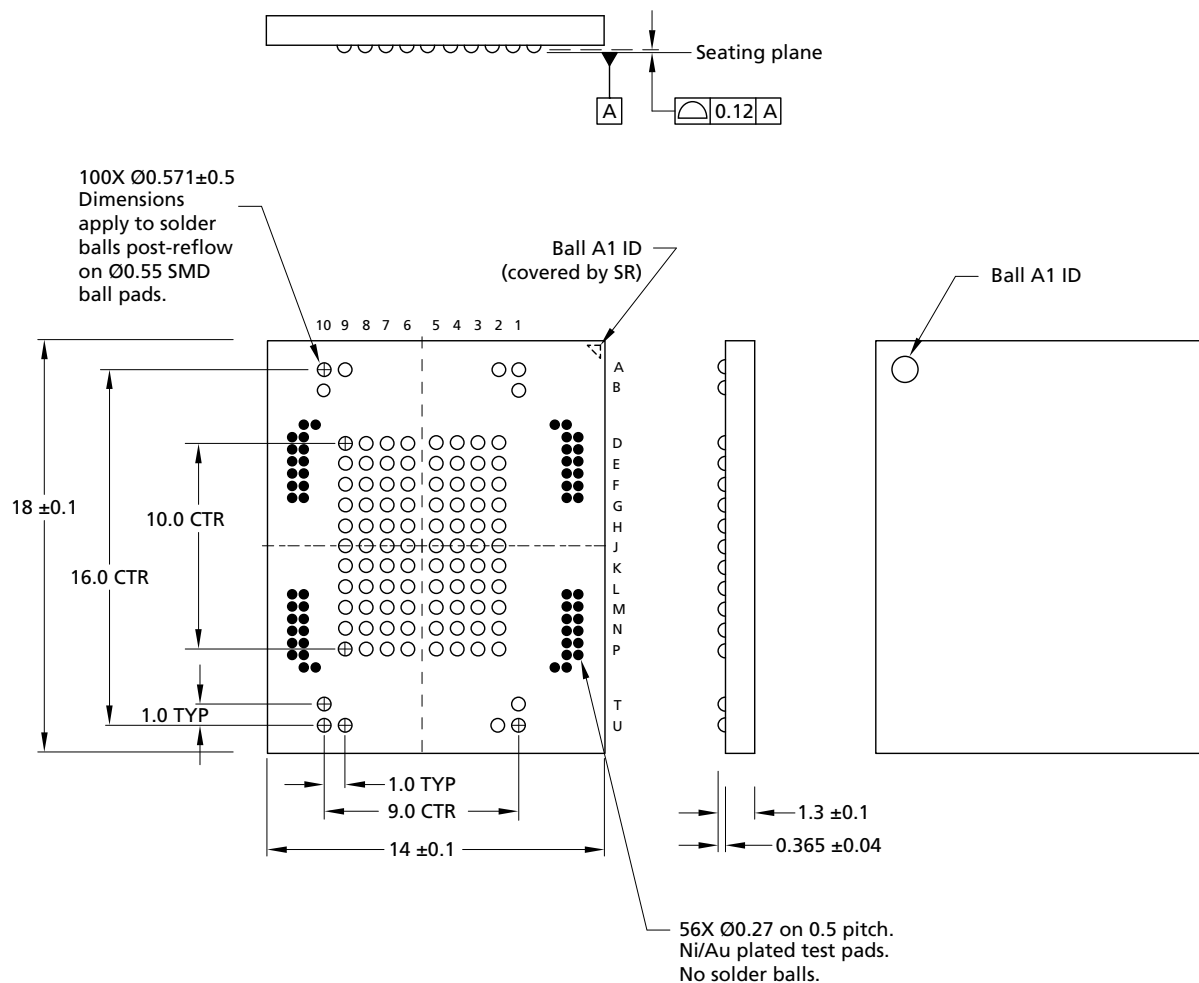 Seating plane
A
0.12 A
100X Ø0.571±0.5
Dimensions
apply to solder
balls post-reflow
on Ø0.55 SMD
ball pads.
Ball A1 ID
(covered by SR)
Ball A1 ID
10 9 8 7 6 5 4 3 2 1
A
B
D
E
F
G
H
J
K
L
M
N
P
T
U
18 ±0.1
10.0 CTR
16.0 CTR
1.0 TYP
1.0 TYP
9.0 CTR
14 ±0.1
1.3 ±0.1
0.365 ±0.04
56X Ø0.27 on 0.5 pitch.
Ni/Au plated test pads.
No solder balls.